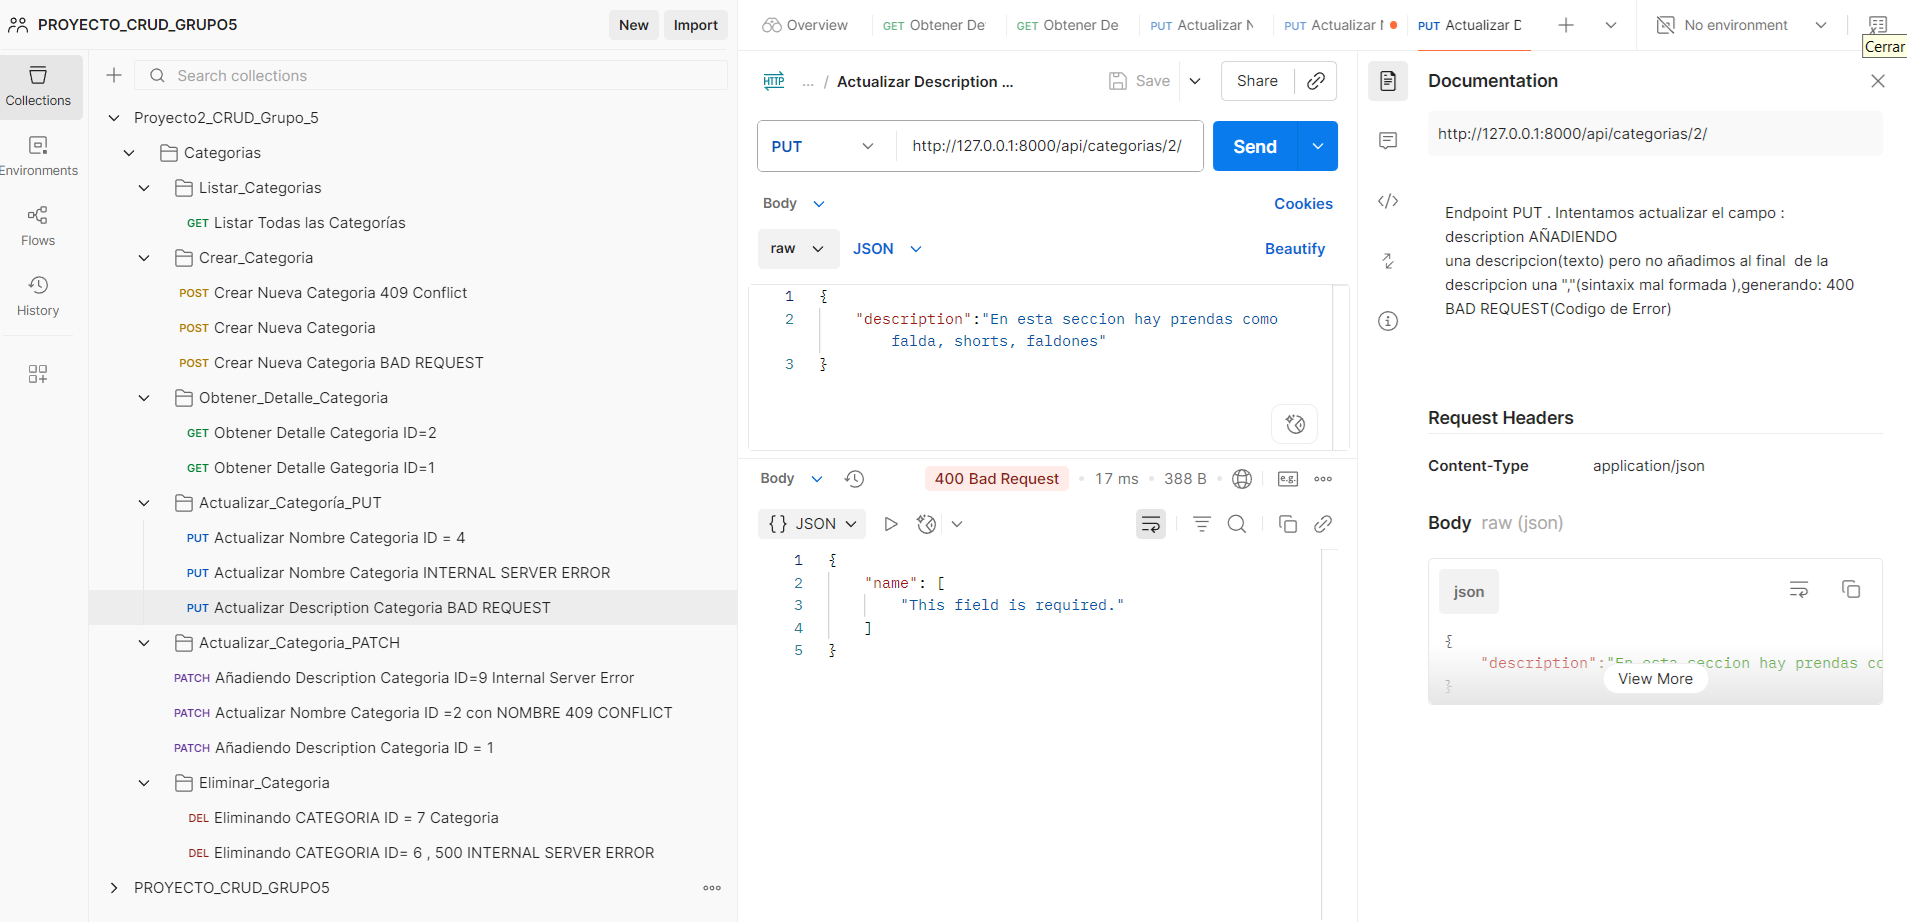 PROYECTO_CRUD_GRUPO5
New
Import
Overview
GET Obtener De
GET Obtener De
PUT Actualizar N
PUT Actualizar
PUT Actualizar D
No environment
Cerrar
Collections
Environments
Flows
History
Search collections
Proyecto2_CRUD_Grupo_5
Categorias
Listar_Categorias
GET Listar Todas las Categorías
Crear_Categoria
POST Crear Nueva Categoria 409 Conflict
POST Crear Nueva Categoria
POST Crear Nueva Categoria BAD REQUEST
Obtener_Detalle_Categoria
GET Obtener Detalle Categoria ID=2
GET Obtener Detalle Gategoria ID=1
Actualizar_Categoría_PUT
PUT Actualizar Nombre Categoria ID = 4
PUT Actualizar Nombre Categoria INTERNAL SERVER ERROR
PUT Actualizar Description Categoria BAD REQUEST
Actualizar_Categoria_PATCH
PATCH Añadiendo Description Categoria ID=9 Internal Server Error
PATCH Actualizar Nombre Categoria ID =2 con NOMBRE 409 CONFLICT
PATCH Añadiendo Description Categoria ID = 1
Eliminar_Categoria
DEL Eliminando CATEGORIA ID = 7 Categoria
DEL Eliminando CATEGORIA ID= 6 , 500 INTERNAL SERVER ERROR
PROYECTO_CRUD_GRUPO5
HTTP ... / Actualizar Description ...
Save
Share
PUT
http://127.0.0.1:8000/api/categorias/2/
Send
Body
Cookies
raw
JSON
Beautify
1 {
2 "description":"En esta seccion hay prendas como
falda, shorts, faldones"
3 }
Body
400 Bad Request
17 ms
388 B
e.g.
{} JSON
1 {
2 "name": [
3 "This field is required."
4 ]
5 }
Documentation
http://127.0.0.1:8000/api/categorias/2/
Endpoint PUT . Intentamos actualizar el campo :
description AÑADIENDO
una descripcion(texto) pero no añadimos al final de la
descripcion una ","(sintaxix mal formada ),generando: 400
BAD REQUEST(Codigo de Error)
Request Headers
Content-Type application/json
Body raw (json)
json
{
"description":"En esta seccion hay prendas co
}
View More